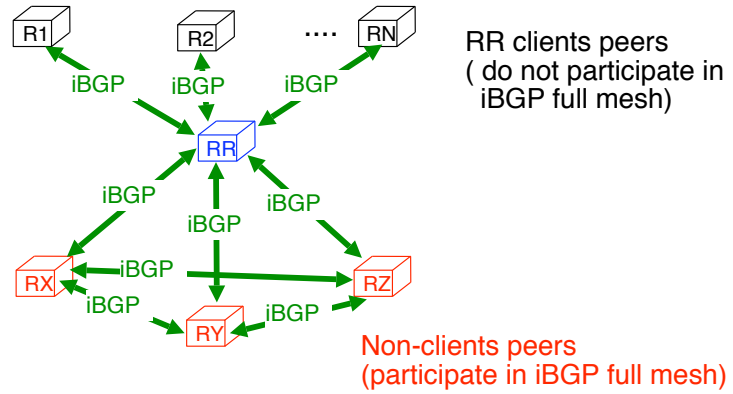 R1
R2
....
RN
RR clients peers
( do not participate in
iBGP full mesh)
iBGP
iBGP
iBGP
RR
iBGP
iBGP
iBGP
RX
iBGP
RZ
iBGP
iBGP
RY
Non-clients peers
(participate in iBGP full mesh)